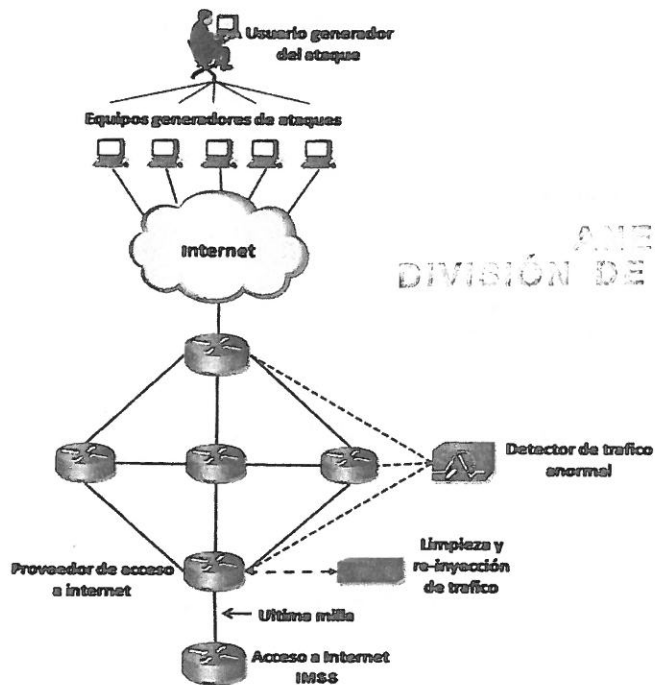 Usuario generador
del ataque
Equipos generadores de ataques
Internet
ANE
DIVISIÓN DE
Detector de trafico
anormal
Limpieza y
re-inyección
de trafico
Proveedor de acceso
a internet
Ultima milla
Acceso a Internet
IMSS